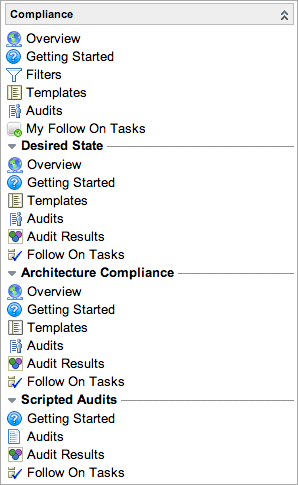 Compliance
Overview
Getting Started
Filters
Templates
Audits
My Follow On Tasks
Desired State
Overview
Getting Started
Templates
Audits
Audit Results
Follow On Tasks
Architecture Compliance
Overview
Getting Started
Templates
Audits
Audit Results
Follow On Tasks
Scripted Audits
Getting Started
Audits
Audit Results
Follow On Tasks